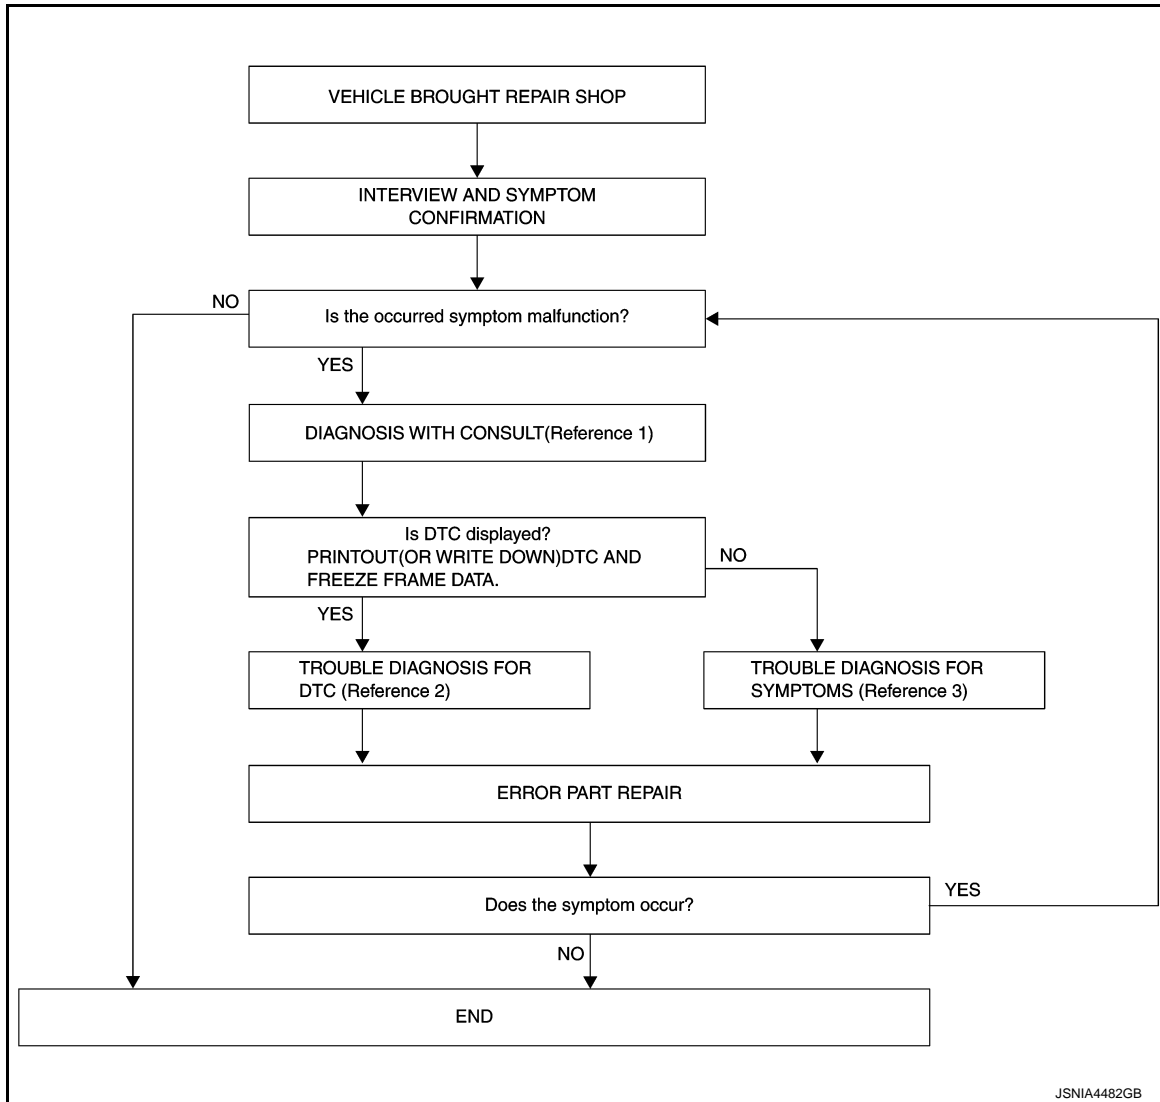 VEHICLE BROUGHT REPAIR SHOP
INTERVIEW AND SYMPTOM
CONFIRMATION
NO
Is the occurred symptom malfunction?
YES
DIAGNOSIS WITH CONSULT(Reference 1)
Is DTC displayed?
PRINTOUT(OR WRITE DOWN)DTC AND
FREEZE FRAME DATA.
NO
YES
TROUBLE DIAGNOSIS FOR
DTC (Reference 2)
TROUBLE DIAGNOSIS FOR
SYMPTOMS (Reference 3)
ERROR PART REPAIR
Does the symptom occur?
YES
NO
END
JSNIA4482GB